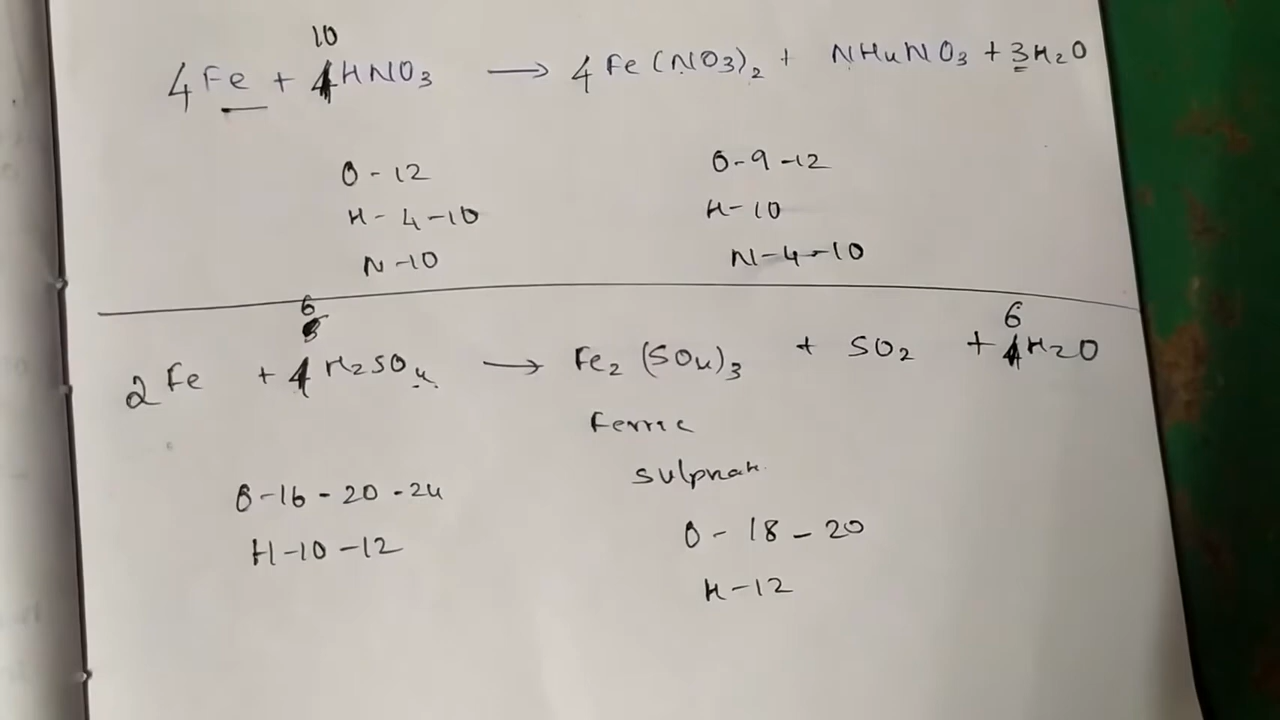 10
4Fe + 4HNO3 → 4Fe(NO3)2 + NH4NO3 + 3H2O
O - 12 O - 9 - 12
H - 4 - 10 H - 10
N - 10 N - 4 - 10
6 6
5
2Fe + 4H2SO4 → Fe2(SO4)3 + SO2 + 4H2O
Ferric
O - 16 - 20 - 24 O - 18 - 20
H - 10 - 12 H - 12